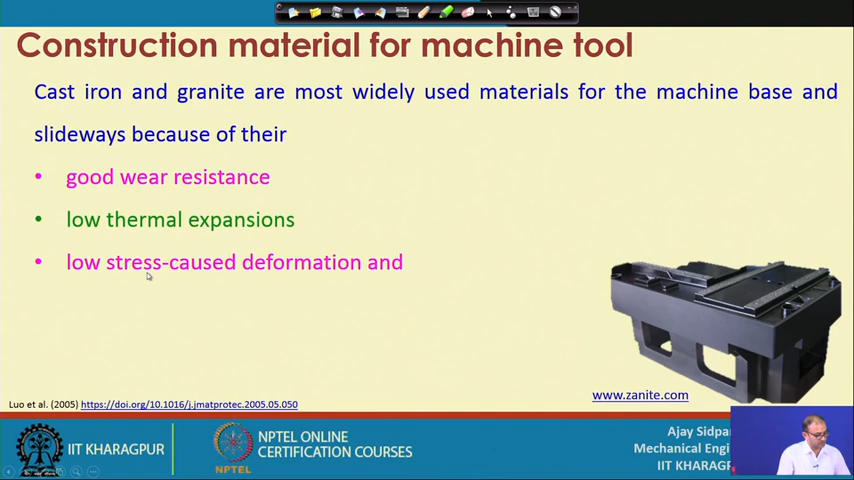 Construction material for machine tool
Cast iron and granite are most widely used materials for the machine base and
slideways because of their
• good wear resistance
• low thermal expansions
• low stress-caused deformation and
www.zanite.com
Luo et al. (2005) https://doi.org/10.1016/j.jmatprotec.2005.05.050
IIT KHARAGPUR
NPTEL
NPTEL ONLINE
CERTIFICATION COURSES
Ajay Sidpar
Mechanical Engin
IIT KHARAGP